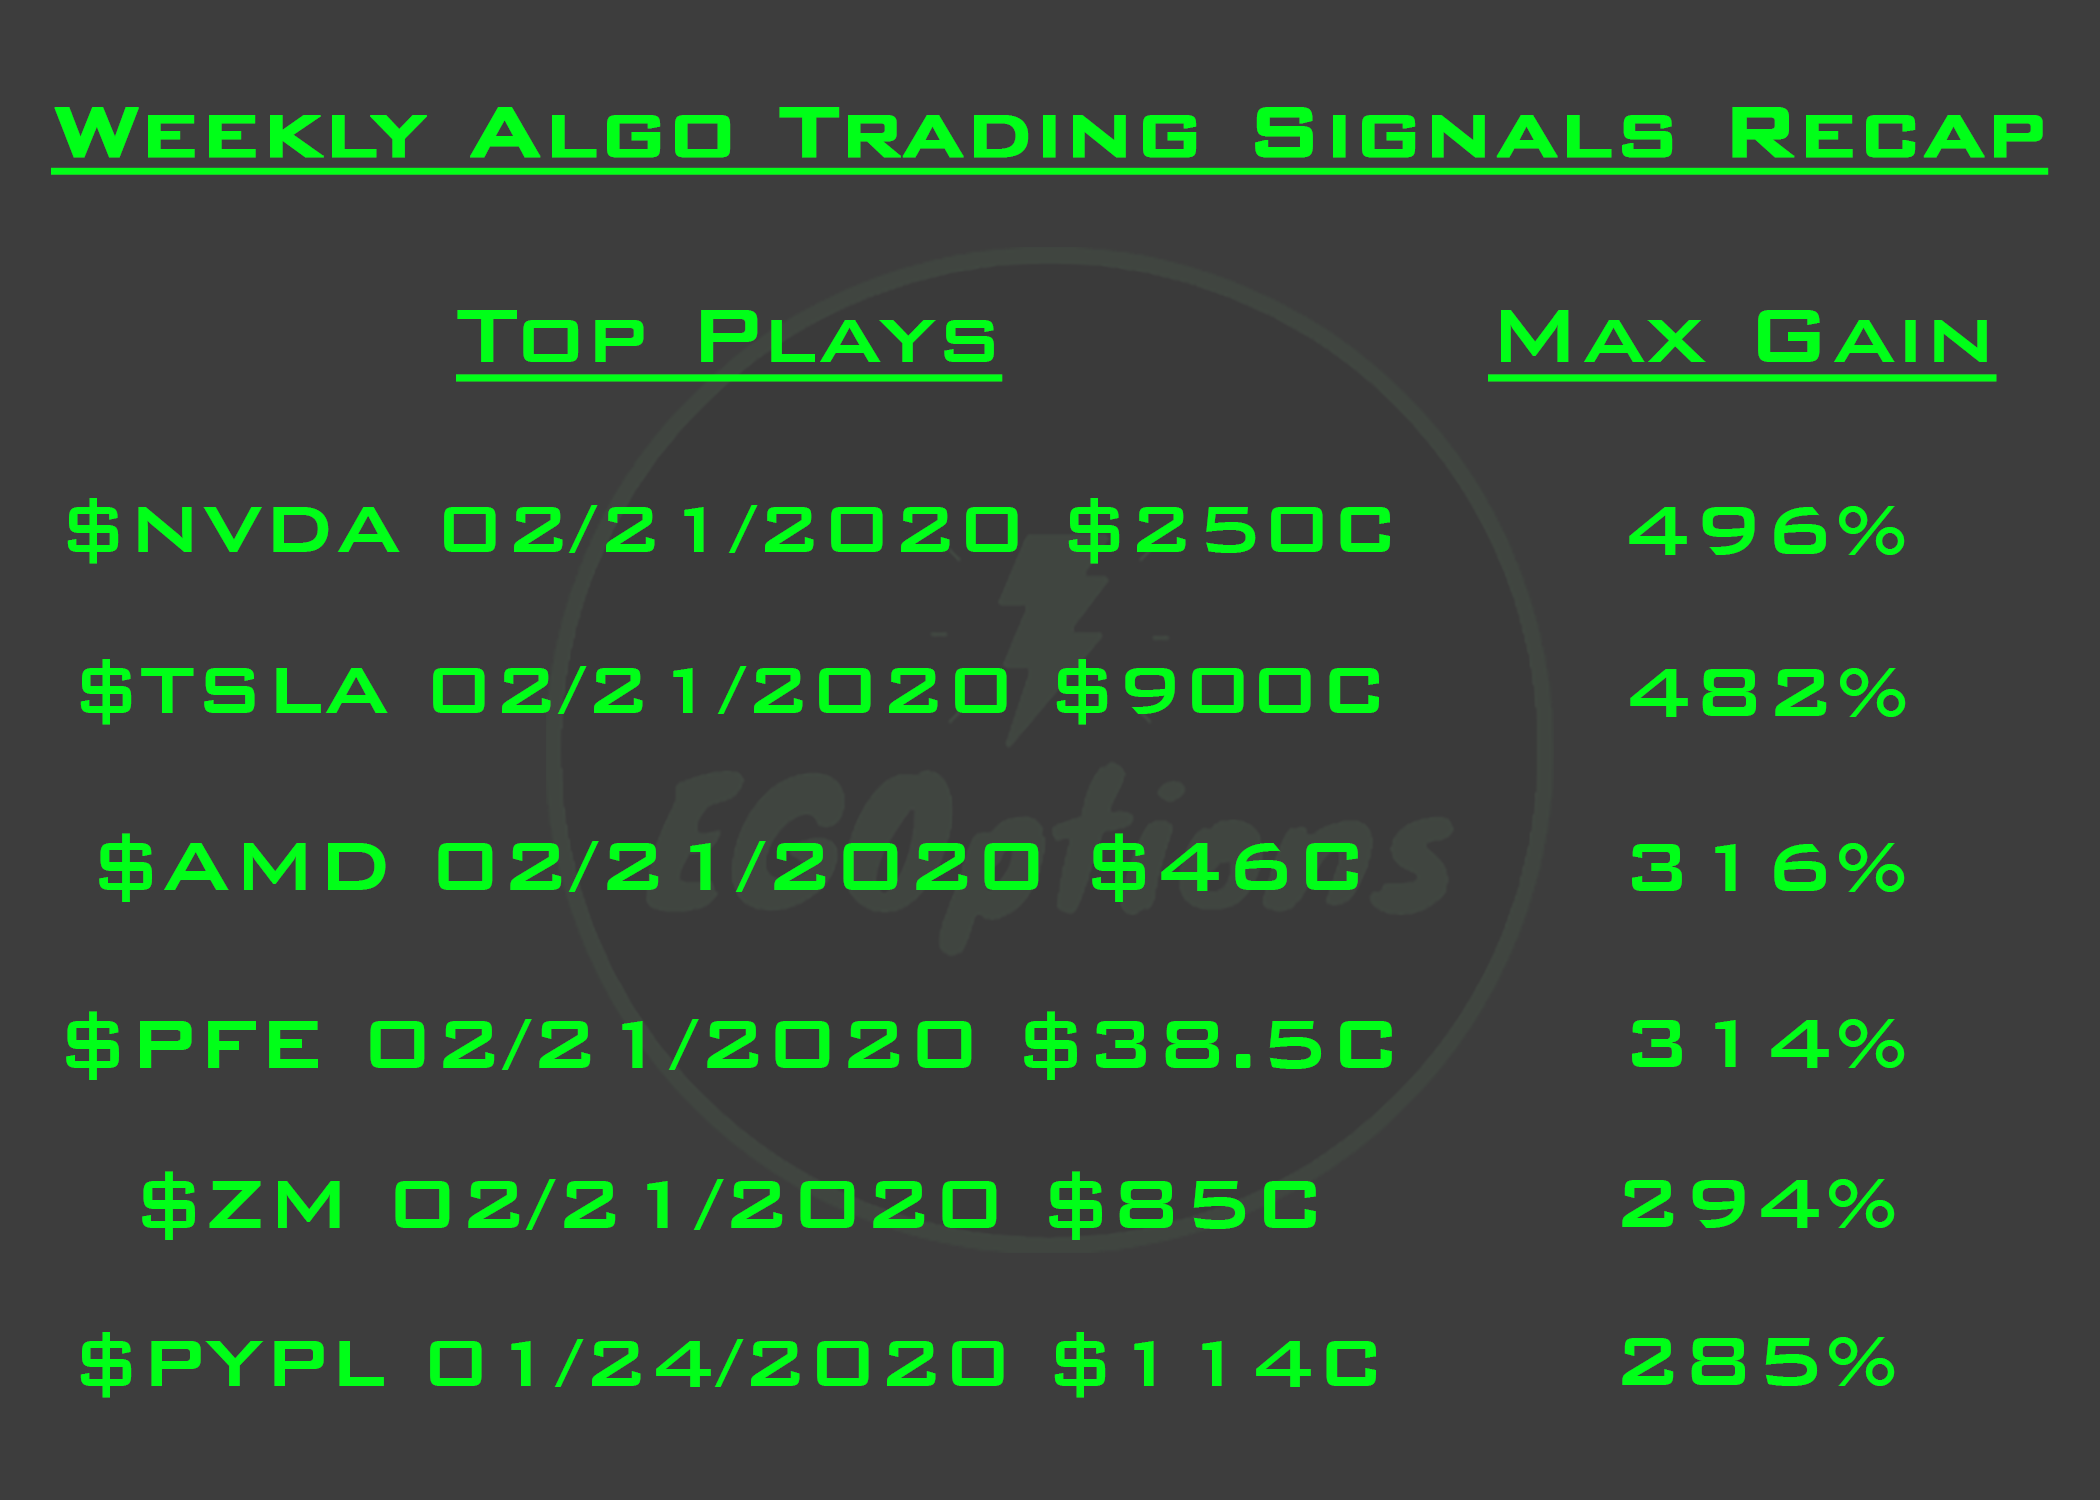 Weekly Algo Trading Signals Recap
Top Plays Max Gain
$NVDA 02/21/2020 $250C 496%
$TSLA 02/21/2020 $900C 482%
$AMD 02/21/2020 $46C 316%
$PFE 02/21/2020 $38.5C 314%
$ZM 02/21/2020 $85C 294%
$PYPL 01/24/2020 $114C 285%
EGOptions